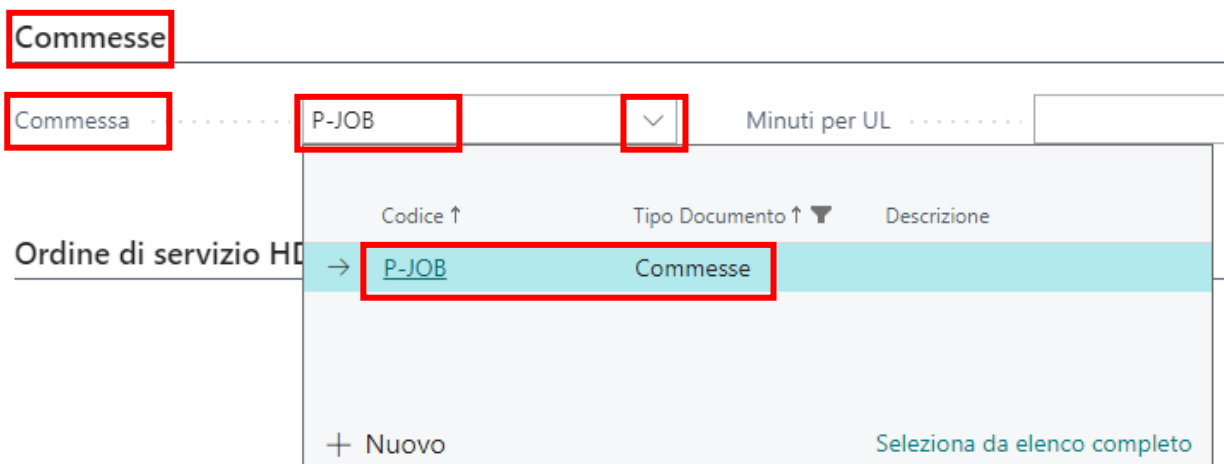 Commesse
Commessa P-JOB Minuti per UL
Codice ↑ Tipo Documento ↑ Descrizione
Ordine di servizio
→ P-JOB Commesse
+ Nuovo Seleziona da elenco completo